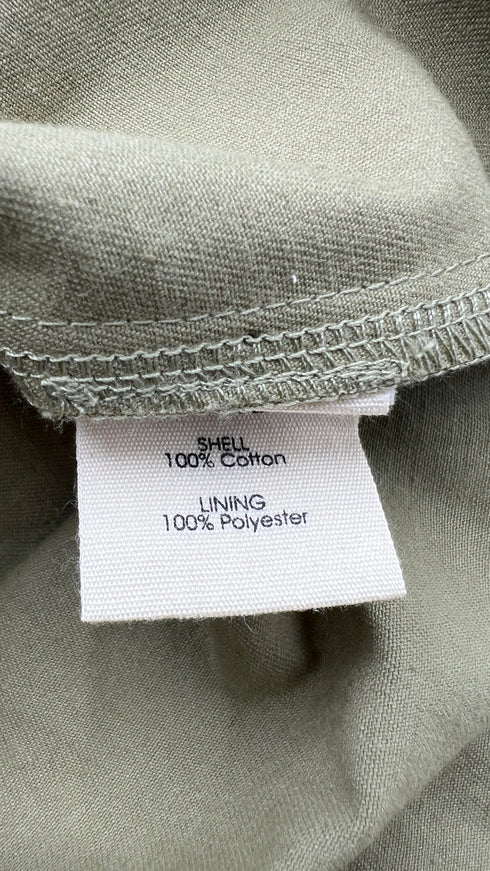 SHELL
100% Cotton
LINING
100% Polyester